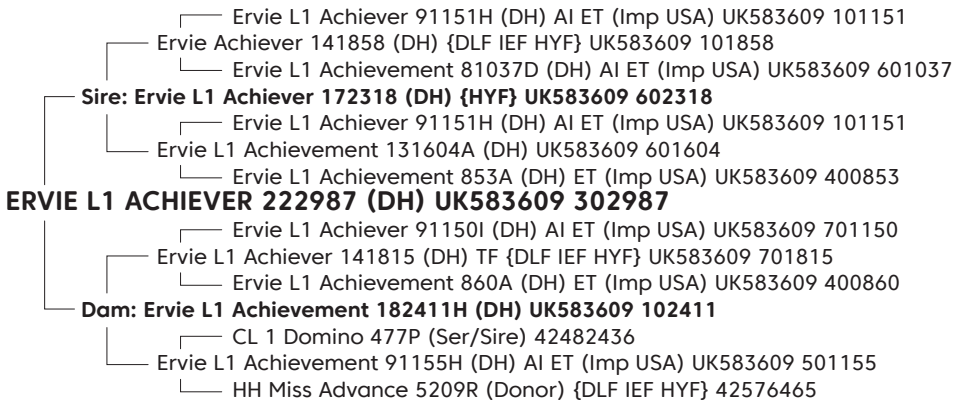 Ervie L1 Achiever 91151H (DH) AI ET (Imp USA) UK583609 101151
Ervie Achiever 141858 (DH) {DLF IEF HYF} UK583609 101858
Ervie L1 Achievement 81037D (DH) AI ET (Imp USA) UK583609 601037
Sire: Ervie L1 Achiever 172318 (DH) {HYF} UK583609 602318
Ervie L1 Achiever 91151H (DH) AI ET (Imp USA) UK583609 101151
Ervie L1 Achievement 131604A (DH) UK583609 601604
Ervie L1 Achievement 853A (DH) ET (Imp USA) UK583609 400853
ERVIE L1 ACHIEVER 222987 (DH) UK583609 302987
Ervie L1 Achiever 91150I (DH) AI ET (Imp USA) UK583609 701150
Ervie L1 Achiever 141815 (DH) TF {DLF IEF HYF} UK583609 701815
Ervie L1 Achievement 860A (DH) ET (Imp USA) UK583609 400860
Dam: Ervie L1 Achievement 182411H (DH) UK583609 102411
CL 1 Domino 477P (Ser/Sire) 42482436
Ervie L1 Achievement 91155H (DH) AI ET (Imp USA) UK583609 501155
HH Miss Advance 5209R (Donor) {DLF IEF HYF} 42576465